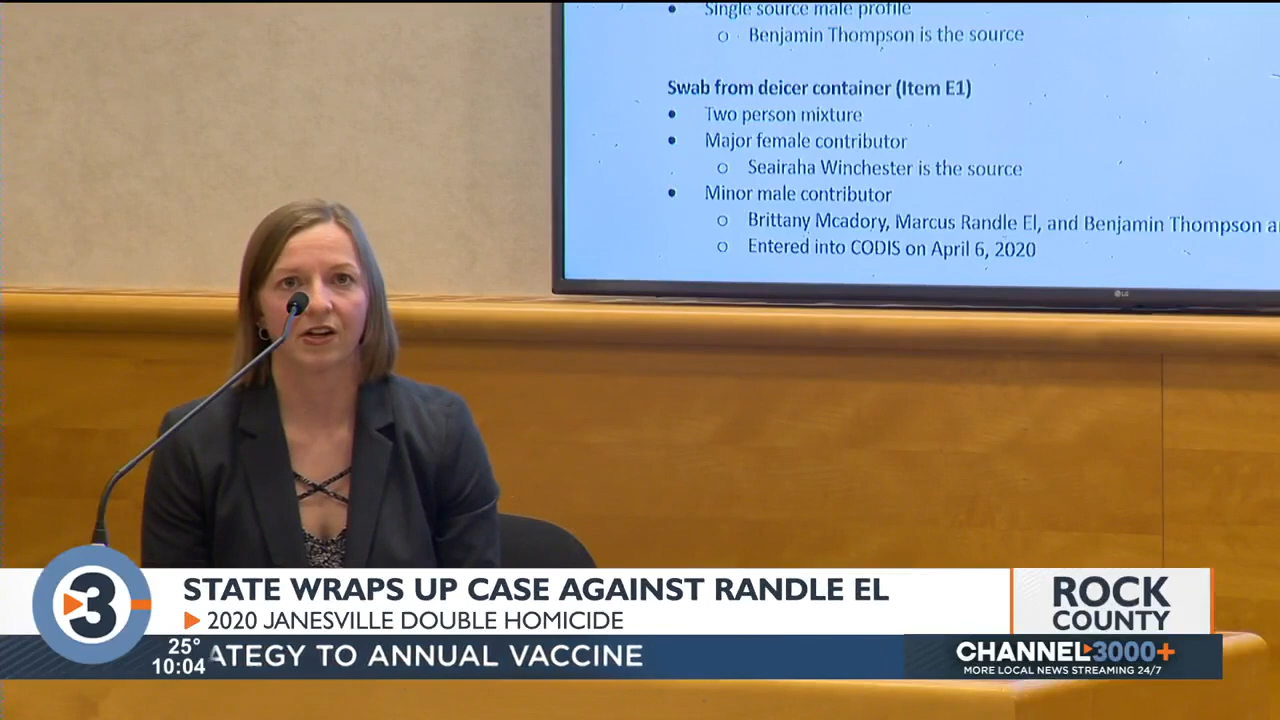 Single source male profile
Benjamin Thompson is the source
Swab from deicer container (Item E1)
Two person mixture
Major female contributor
Seairaha Winchester is the source
Minor male contributor
Brittany Mcadory, Marcus Randle El, and Benjamin Thompson a
Entered into CODIS on April 6, 2020
LG
3
STATE WRAPS UP CASE AGAINST RANDLE EL
2020 JANESVILLE DOUBLE HOMICIDE
ROCK
COUNTY
25°
10:04
ATEGY TO ANNUAL VACCINE
CHANNEL3000+
MORE LOCAL NEWS STREAMING 24/7